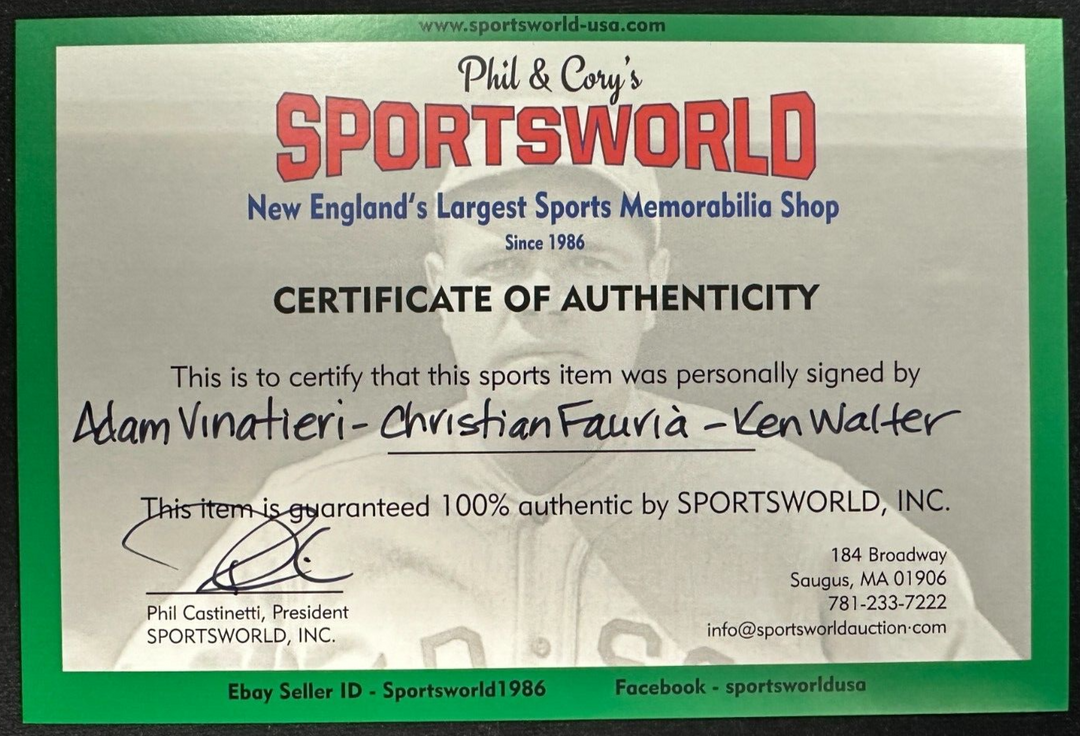 www.sportsworld-usa.com
Phil & Cory's
SPORTSWORLD
New England's Largest Sports Memorabilia Shop
Since 1986
CERTIFICATE OF AUTHENTICITY
This is to certify that this sports item was personally signed by
Adam Vinatieri - Christian Fauria - Ken Walter
This item is guaranteed 100% authentic by SPORTSWORLD, INC.
Phil Castinetti, President
SPORTSWORLD, INC.
184 Broadway
Saugus, MA 01906
781-233-7222
info@sportsworldauction.com
Ebay Seller ID - Sportsworld1986
Facebook - sportsworldusa